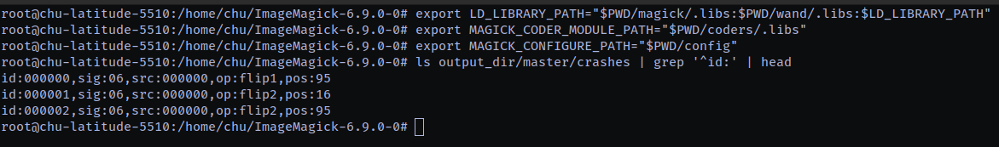 root@chu-latitude-5510:/home/chu/ImageMagick-6.9.0-0# export LD_LIBRARY_PATH="$PWD/magick/.libs:$PWD/wand/.libs:$LD_LIBRARY_PATH"
root@chu-latitude-5510:/home/chu/ImageMagick-6.9.0-0# export MAGICK_CODER_MODULE_PATH="$PWD/coders/.libs"
root@chu-latitude-5510:/home/chu/ImageMagick-6.9.0-0# export MAGICK_CONFIGURE_PATH="$PWD/config"
root@chu-latitude-5510:/home/chu/ImageMagick-6.9.0-0# ls output_dir/master/crashes | grep '^id:' | head
id:000000,sig:06,src:000000,op:flip1,pos:95
id:000001,sig:06,src:000000,op:flip2,pos:16
id:000002,sig:06,src:000000,op:flip2,pos:95
root@chu-latitude-5510:/home/chu/ImageMagick-6.9.0-0#